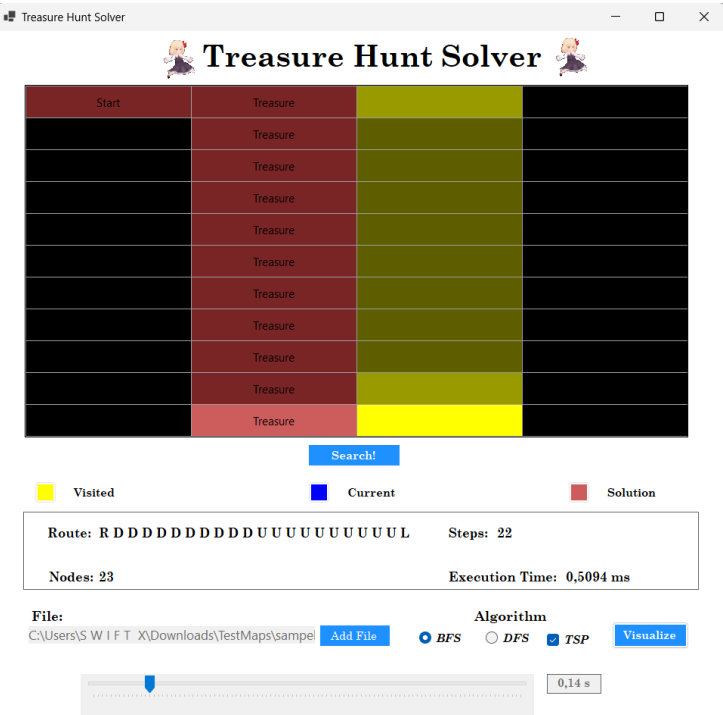 Treasure Hunt Solver
Treasure Hunt Solver
Start Treasure
Treasure
Treasure
Treasure
Treasure
Treasure
Treasure
Treasure
Treasure
Treasure
Treasure
Search!
Visited Current Solution
Route: R D D D D D D D D D D U U U U U U U U U U L Steps: 22
Nodes: 23 Execution Time: 0,5094 ms
File: Algorithm
C:\Users\S W I F T X\Downloads\TestMaps\sampel Add File BFS DFS TSP Visualize
0,14 s